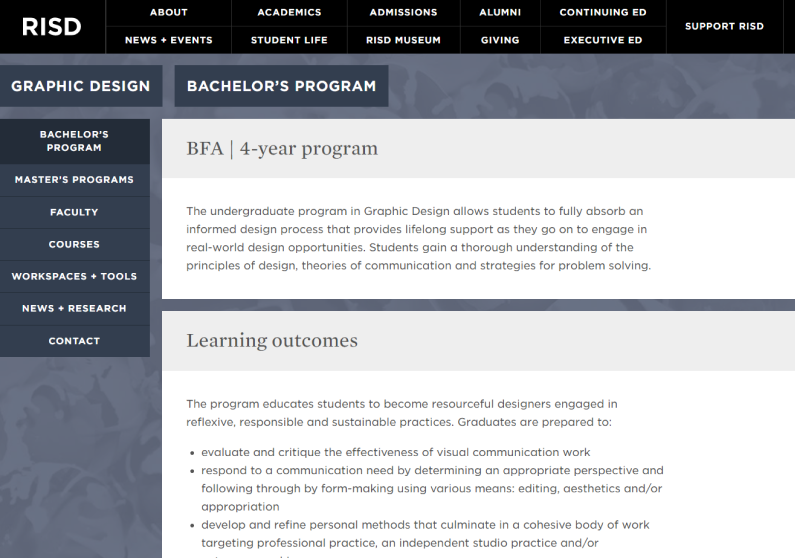 RISD
ABOUT
ACADEMICS
ADMISSIONS
ALUMNI
CONTINUING ED
SUPPORT RISD
NEWS + EVENTS
STUDENT LIFE
RISD MUSEUM
GIVING
EXECUTIVE ED
GRAPHIC DESIGN
BACHELOR'S PROGRAM
BACHELOR'S
PROGRAM
MASTER'S PROGRAMS
FACULTY
COURSES
WORKSPACES + TOOLS
NEWS + RESEARCH
CONTACT
BFA | 4-year program
The undergraduate program in Graphic Design allows students to fully absorb an
informed design process that provides lifelong support as they go on to engage in
real-world design opportunities. Students gain a thorough understanding of the
principles of design, theories of communication and strategies for problem solving.
Learning outcomes
The program educates students to become resourceful designers engaged in
reflexive, responsible and sustainable practices. Graduates are prepared to:
• evaluate and critique the effectiveness of visual communication work
• respond to a communication need by determining an appropriate perspective and
following through by form-making using various means: editing, aesthetics and/or
appropriation
• develop and refine personal methods that culminate in a cohesive body of work
targeting professional practice, an independent studio practice and/or